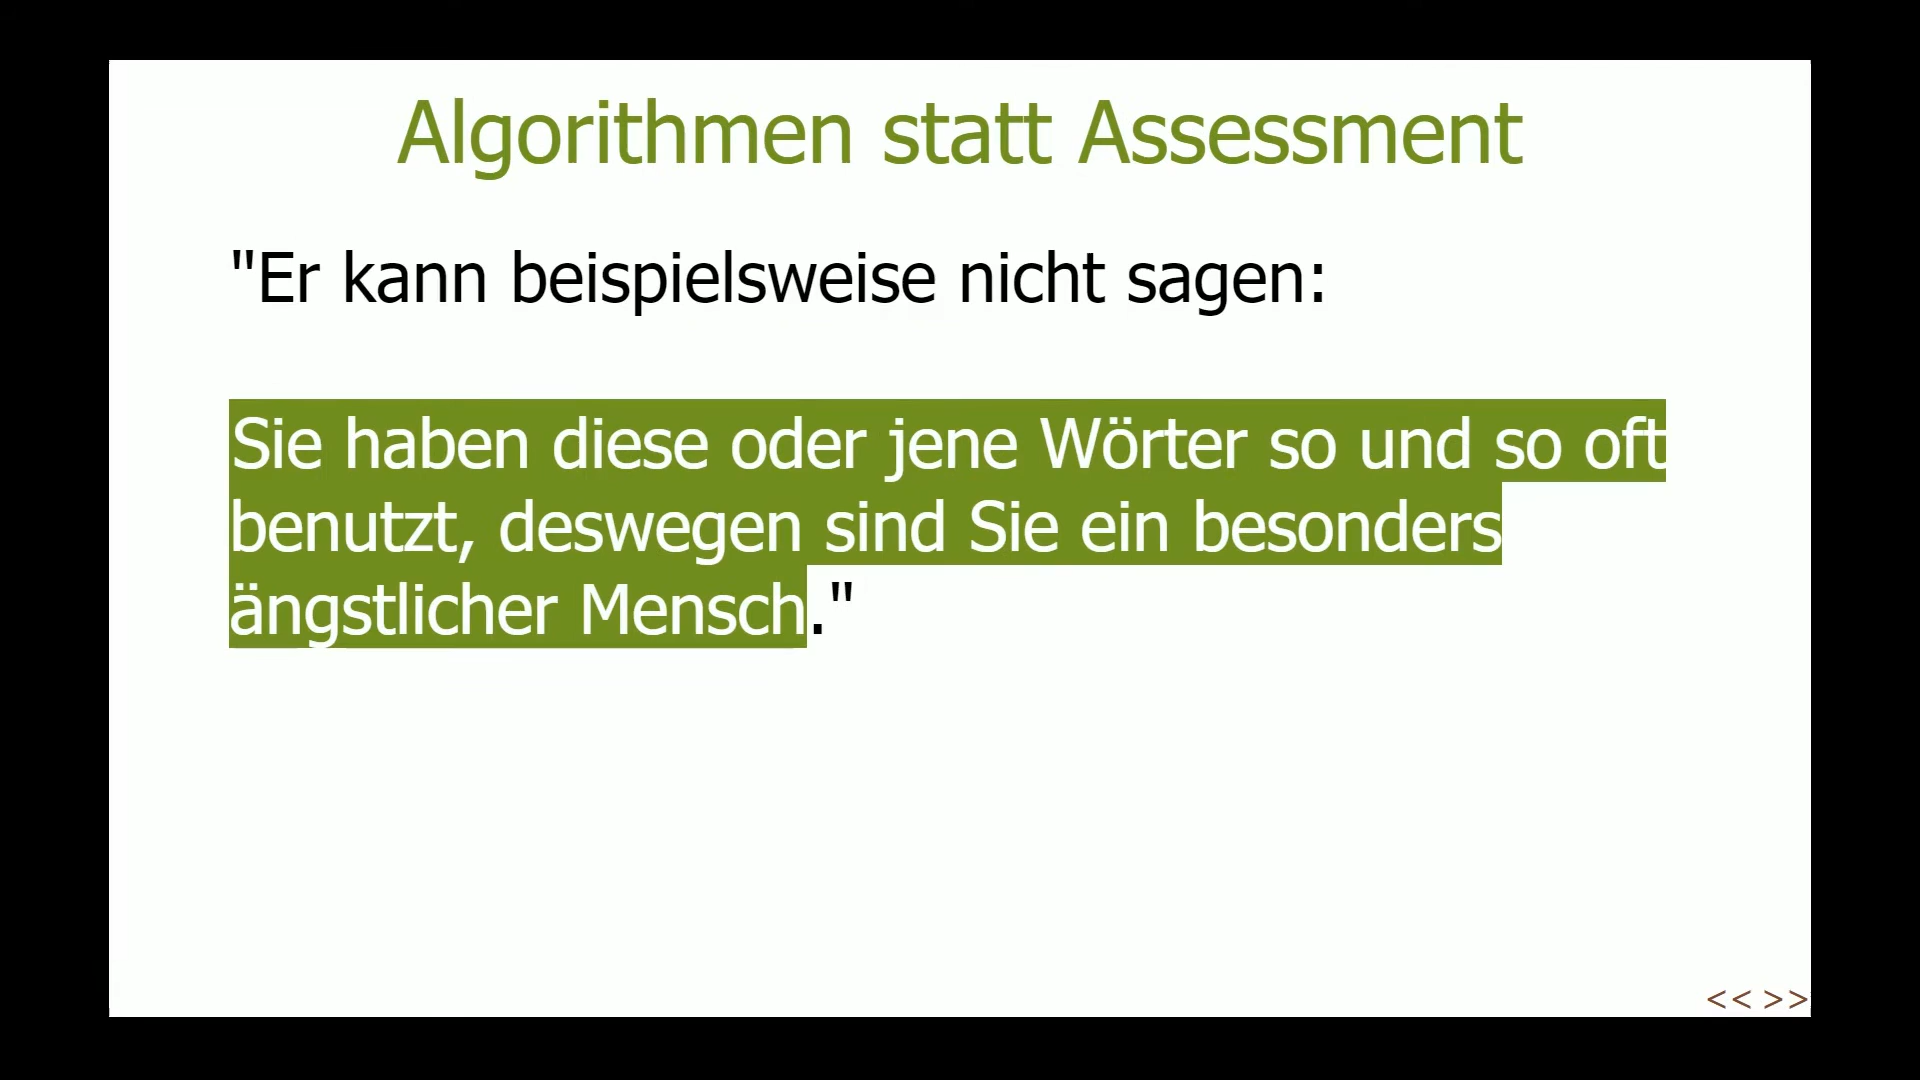 Algorithmen statt Assessment
"Er kann beispielsweise nicht sagen:
Sie haben diese oder jene Wörter so und so oft
benutzt, deswegen sind Sie ein besonders
ängstlicher Mensch."
<< >>